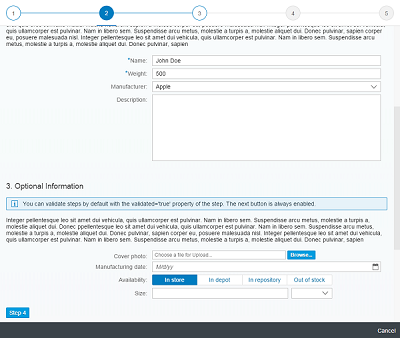 1 2 3 4 5
quis ullamcorper est pulvinar. Nam in libero sem. Suspendisse arcu metus, molestie a turpis a, molestie aliquet dui. Donec pulvinar, sapien corper
eu, posuere malesuada nisl. Integer pellentesque leo sit amet dui vehicula, quis ullamcorper est pulvinar. Nam in libero sem. Suspendisse arcu
metus, molestie a turpis a, molestie aliquet dui. Donec pulvinar, sapien
*Name: John Doe
*Weight: 500
Manufacturer: Apple
Description:
3. Optional Information
You can validate steps by default with the validated='true' property of the step. The next button is always enabled.
Integer pellentesque leo sit amet dui vehicula, quis ullamcorper est pulvinar. Nam in libero sem. Suspendisse arcu metus, molestie a turpis a,
molestie aliquet dui. Donec ppellentesque leo sit amet dui vehicula, quis ullamcorper est pulvinar. Nam in libero sem. Suspendisse arcu metus,
molestie a turpis a, molestie aliquet dui. Donec pulvinar, sapien corper eu, posuere malesuada nisl. Integer pellentesque leo sit amet dui vehicula,
quis ullamcorper est pulvinar. Nam in libero sem. Suspendisse arcu metus, molestie a turpis a, molestie aliquet dui. Donec pulvinar, sapien
Cover photo: Choose a file for Upload... Browse...
Manufacturing date: M/d/yy
Availability: In store In depot In repository Out of stock
Size:
Step 4
Cancel